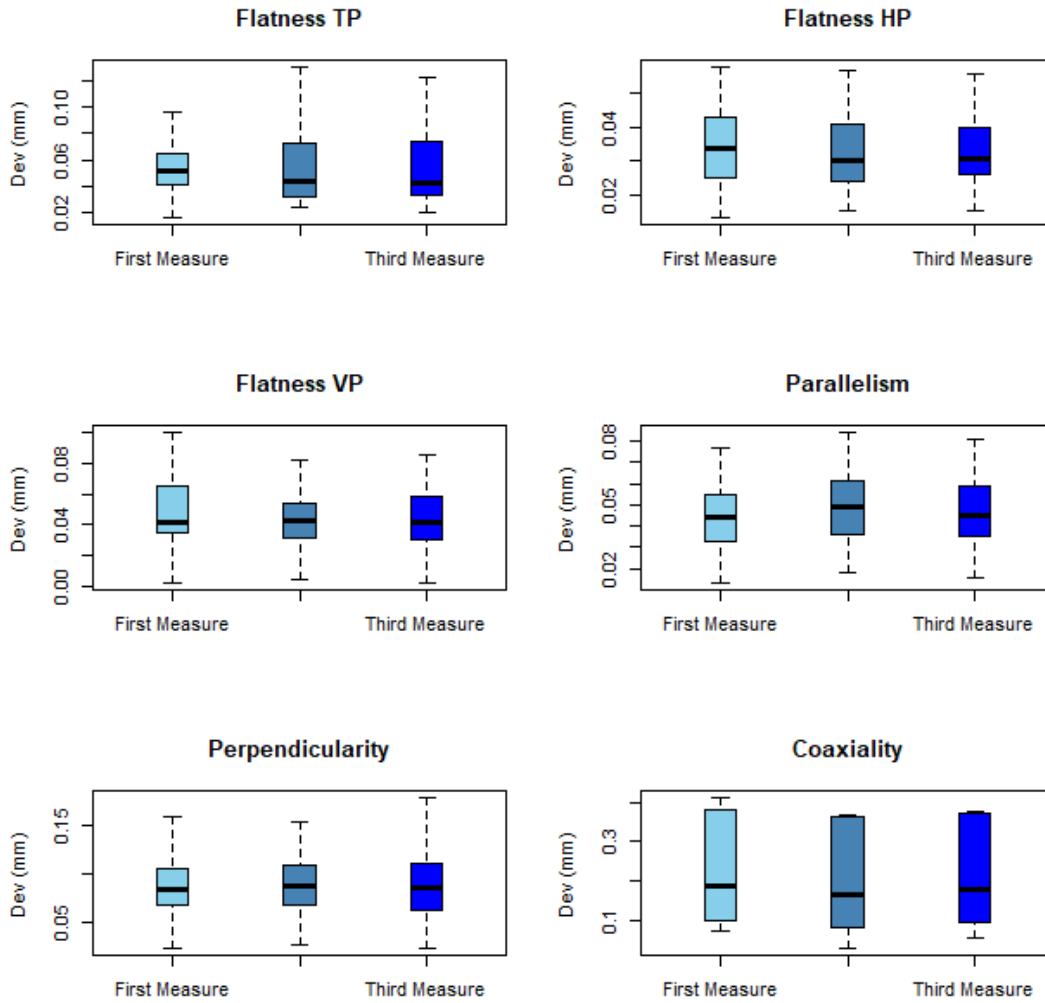 Flatness TP
Dev (mm)
0.10
0.06
0.02
First Measure
Third Measure
Flatness HP
Dev (mm)
0.04
0.02
First Measure
Third Measure
Flatness VP
Dev (mm)
0.08
0.04
0.00
First Measure
Third Measure
Parallelism
Dev (mm)
0.08
0.05
0.02
First Measure
Third Measure
Perpendicularity
Dev (mm)
0.15
0.05
First Measure
Third Measure
Coaxiality
Dev (mm)
0.3
0.1
First Measure
Third Measure